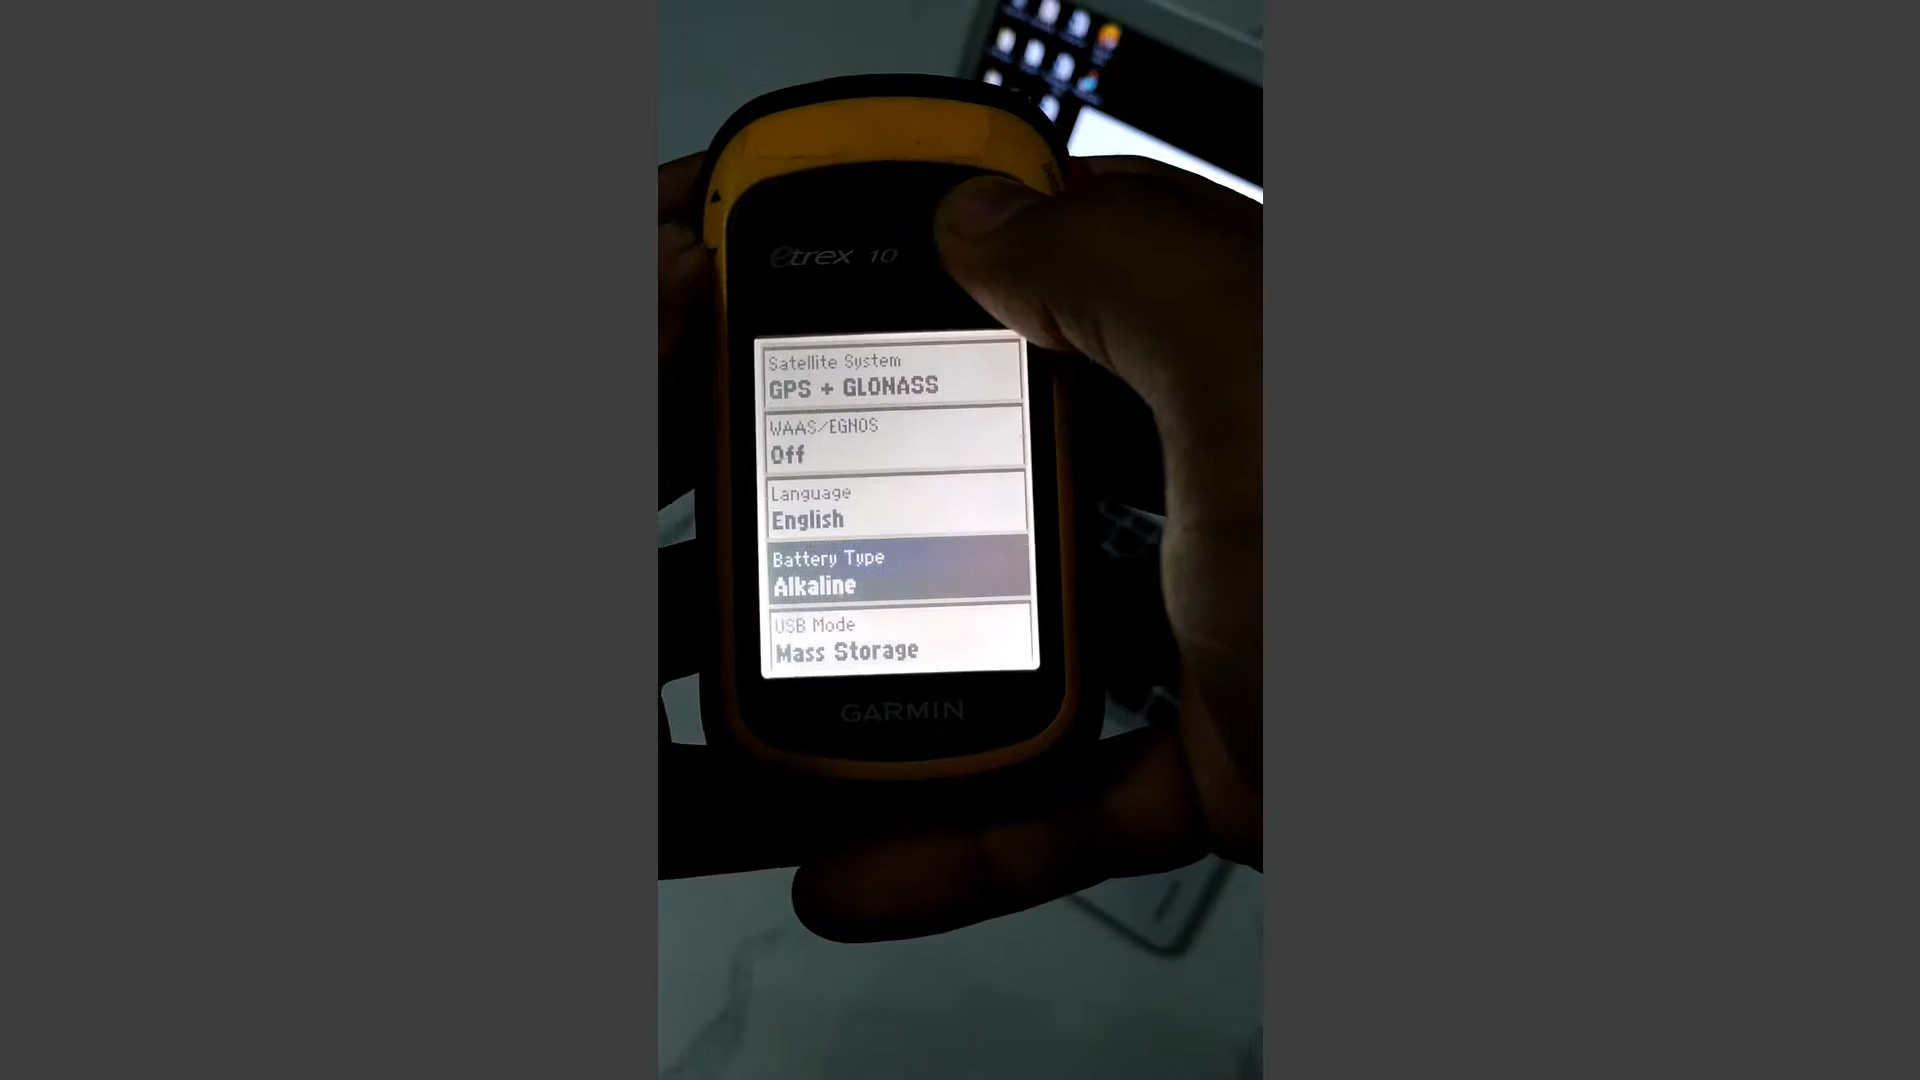 etrex 10
Satellite System
GPS + GLONASS
WAAS/EGNOS
Off
Language
English
Battery Type
Alkaline
USB Mode
Mass Storage
GARMIN